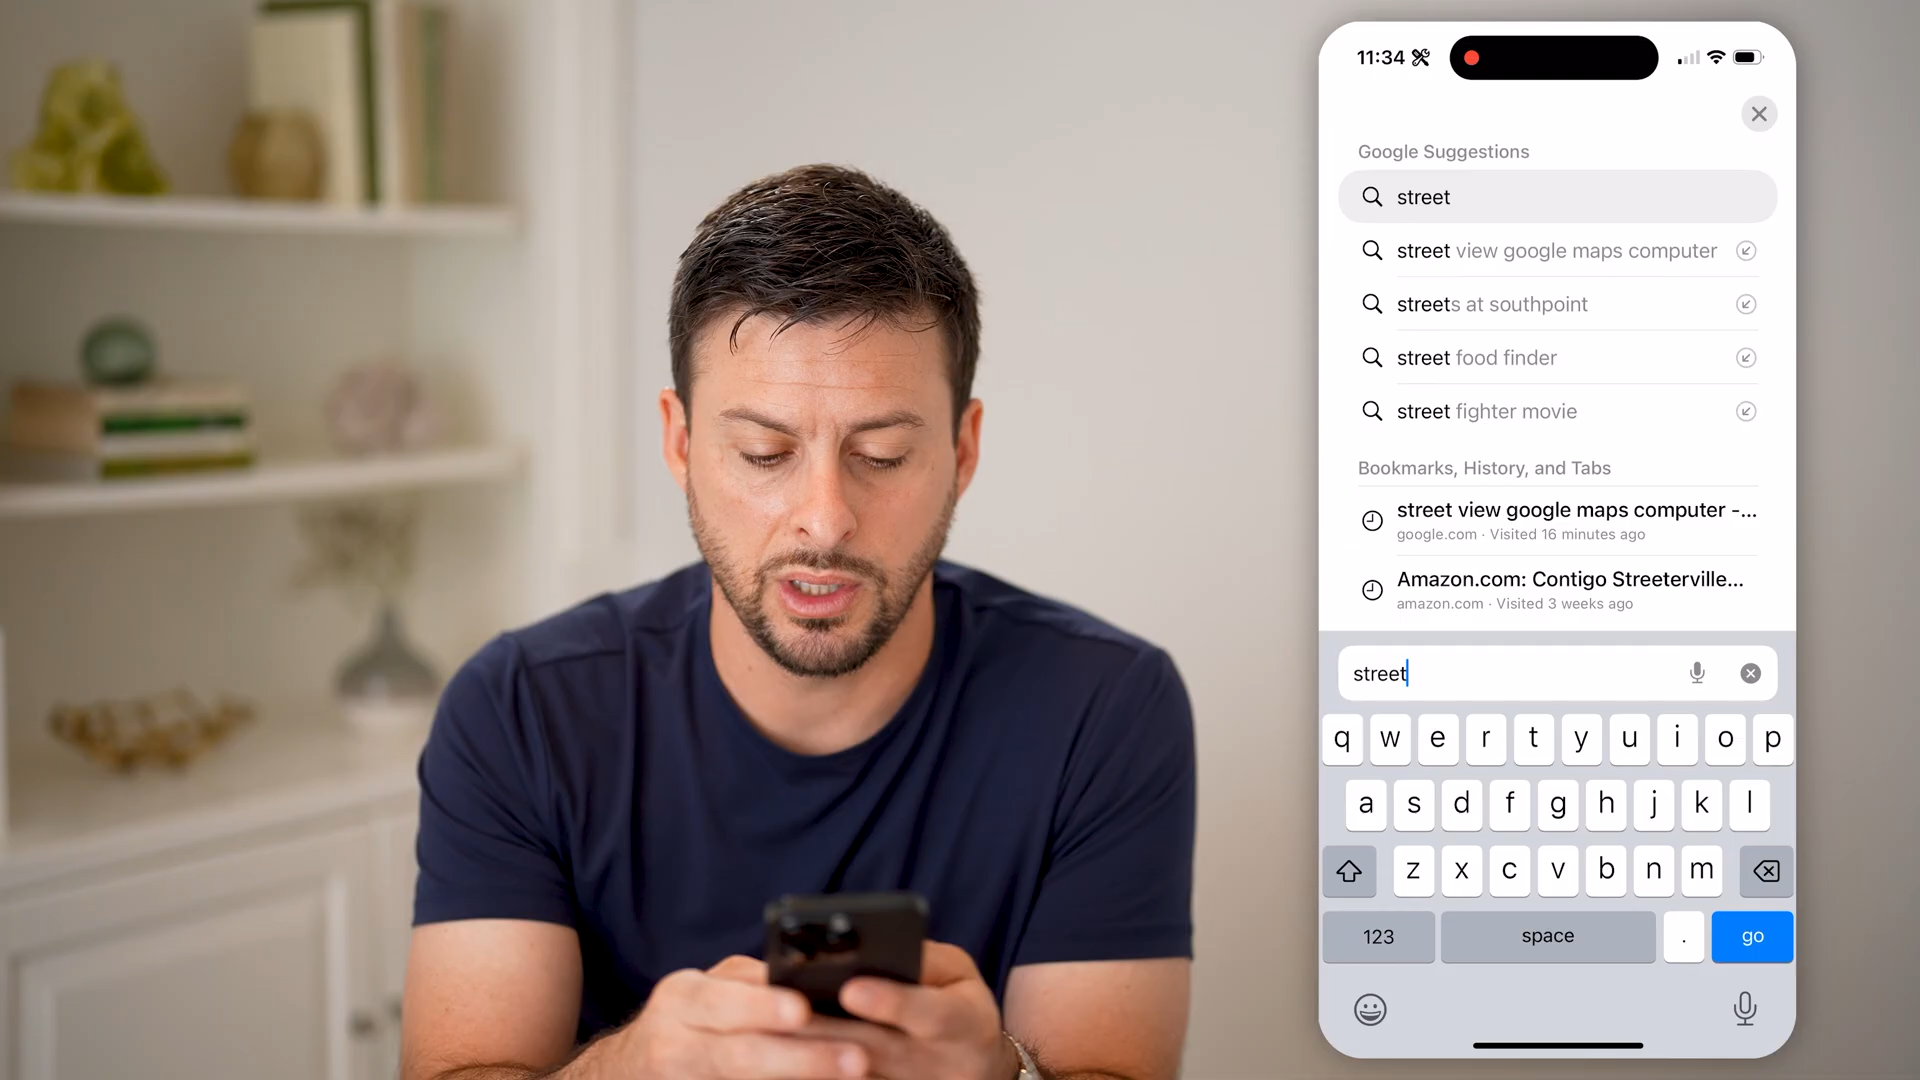 11:34
Google Suggestions
street
street view google maps computer
streets at southpoint
street food finder
street fighter movie
Bookmarks, History, and Tabs
street view google maps computer -...
google.com · Visited 16 minutes ago
Amazon.com: Contigo Streeterville...
amazon.com · Visited 3 weeks ago
street
q w e r t y u i o p
a s d f g h j k l
z x c v b n m
123 space . go